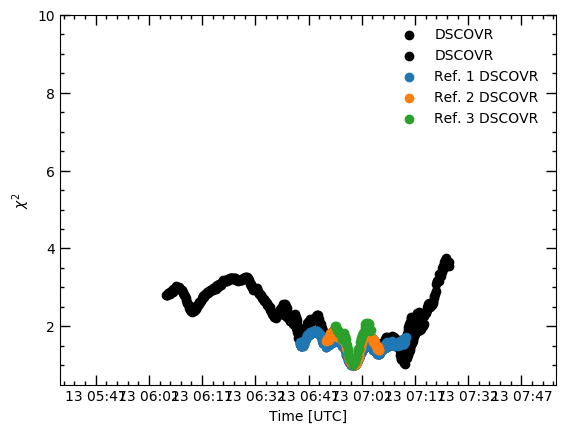 10
DSCOVR
DSCOVR
Ref. 1 DSCOVR
Ref. 2 DSCOVR
Ref. 3 DSCOVR
8
6
χ²
4
2
13 05:47 13 06:02 13 06:17 13 06:32 13 06:47 13 07:02 13 07:17 13 07:32 13 07:47
Time [UTC]